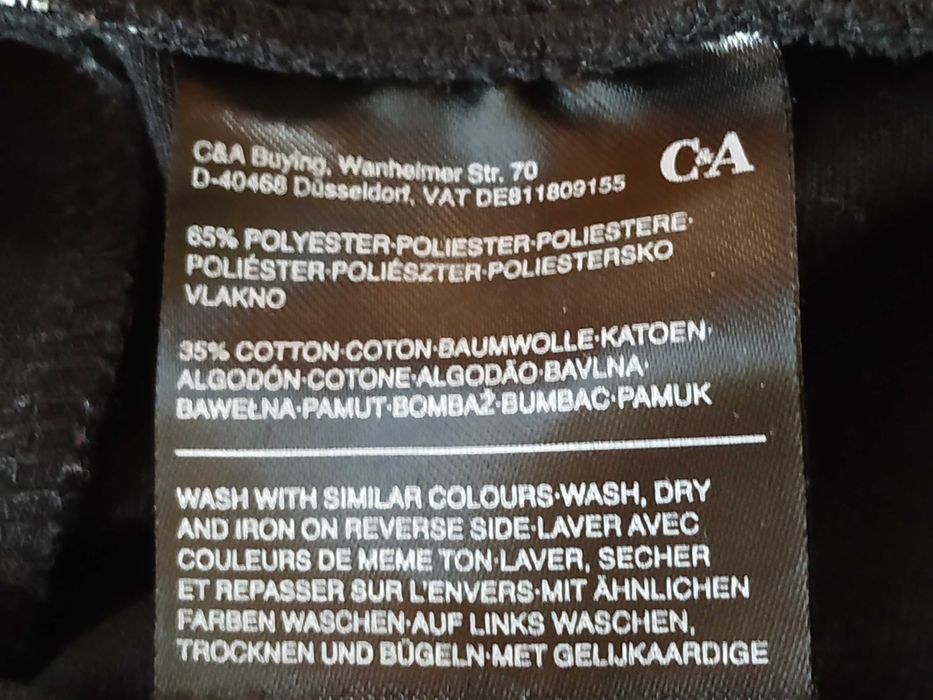 C&A Buying, Wanheimer Str. 70
C&A
D-40468 Düsseldorf, VAT DE811809155
65% POLYESTER·POLIESTER·POLIESTERE·
POLIÉSTER·POLIÉSZTER·POLIESTERSKO
VLAKNO
35% COTTON·COTON·BAUMWOLLE·KATOEN·
ALGODÓN·COTONE·ALGODÃO·BAVLNA·
BAWEŁNA·PAMUT·BOMBAŽ·BUMBAC·PAMUK
WASH WITH SIMILAR COLOURS·WASH, DRY
AND IRON ON REVERSE SIDE·LAVER AVEC
COULEURS DE MEME TON·LAVER, SECHER
ET REPASSER SUR L'ENVERS·MIT ÄHNLICHEN
FARBEN WASCHEN·AUF LINKS WASCHEN,
TROCKNEN UND BÜGELN·MET GELIJKAARDIGE